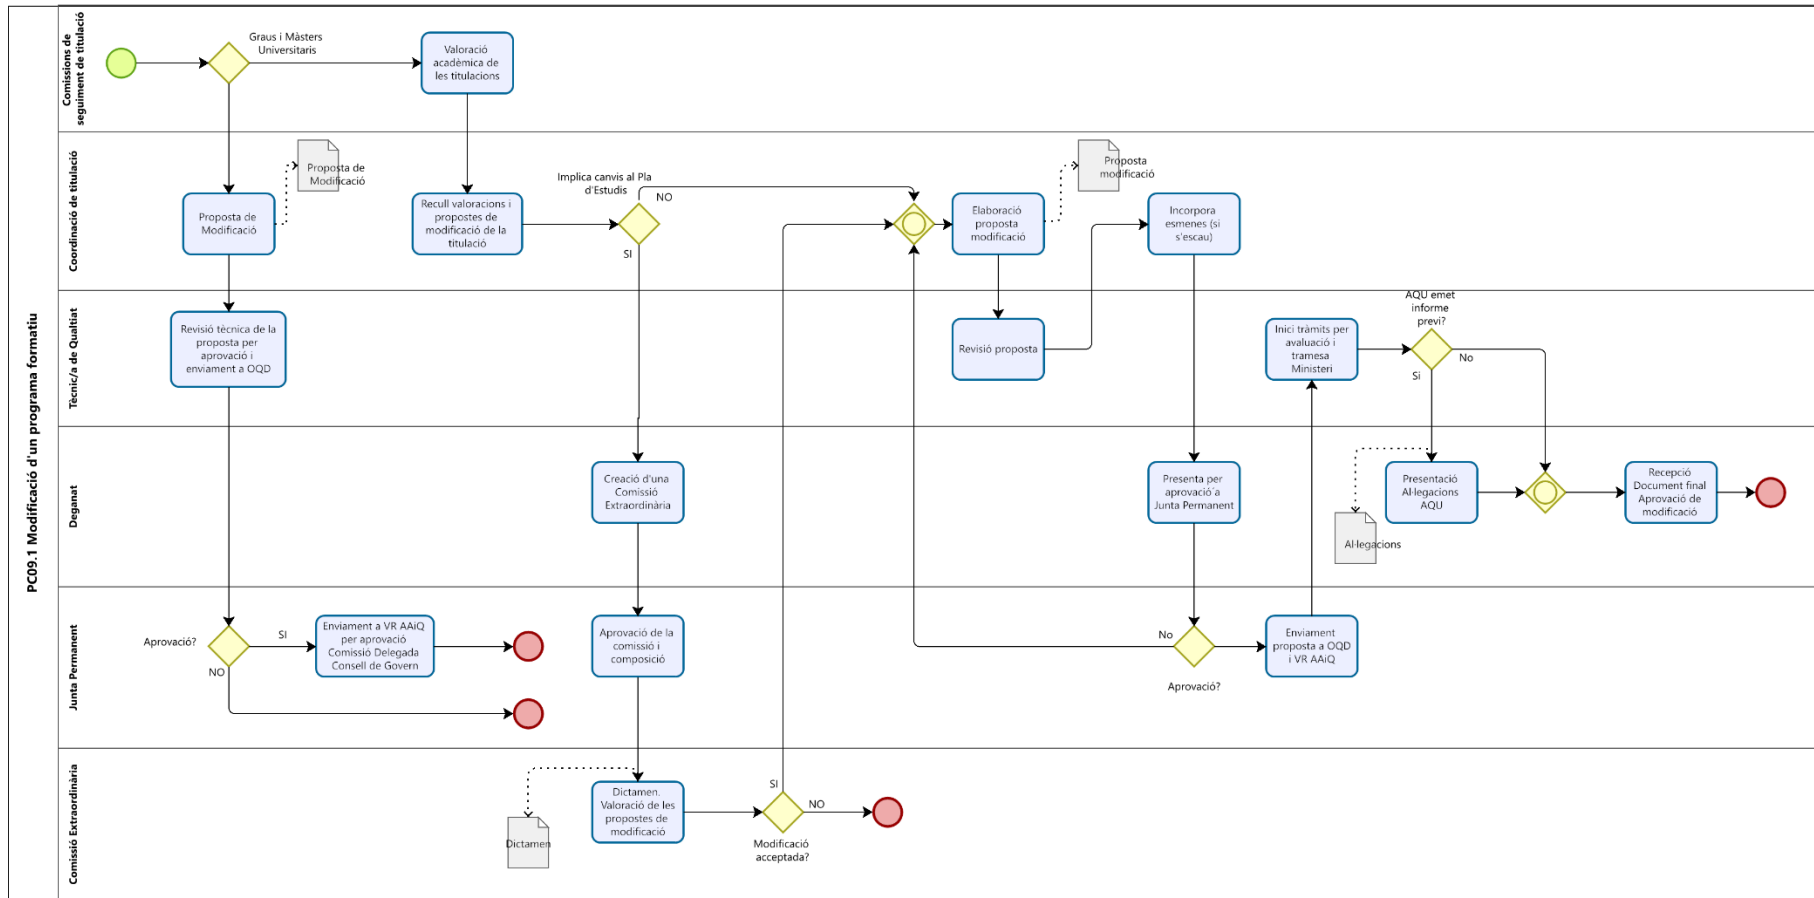 PC09.1 Modificació d'un programa formatiu
Comissions de
seguiment de titulació
Graus i Màsters
Universitaris
Valoració
acadèmica de
les titulacions
Coordinació de titulació
Proposta de
Modificació
Proposta de
Modificació
Recull valoracions i
propostes de
modificació de la
titulació
Implica canvis al Pla
d'Estudis
NO
SI
Elaboració
proposta
modificació
Proposta
modificació
Incorpora
esmenes (si
s'escau)
Tècnic/a de Qualtiat
Revisió tècnica de la
proposta per
aprovació i
enviament a OQD
Revisió proposta
Inici tràmits per
avaluació i
tramesa
Ministeri
AQU emet
informe
previ?
No
Si
Deganat
Creació d'una
Comissió
Extraordinària
Presenta per
aprovació´a
Junta Permanent
Presentació
Al·legacions
AQU
Al·legacions
Recepció
Document final
Aprovació de
modificació
Junta Permanent
Aprovació?
SI
NO
Enviament a VR AAiQ
per aprovació
Comissió Delegada
Consell de Govern
Aprovació de la
comissió i
composició
No
Aprovació?
Enviament
proposta a OQD
i VR AAiQ
Comissió Extraordinària
Dictamen
Dictamen.
Valoració de les
propostes de
modificació
SI
NO
Modificació
acceptada?